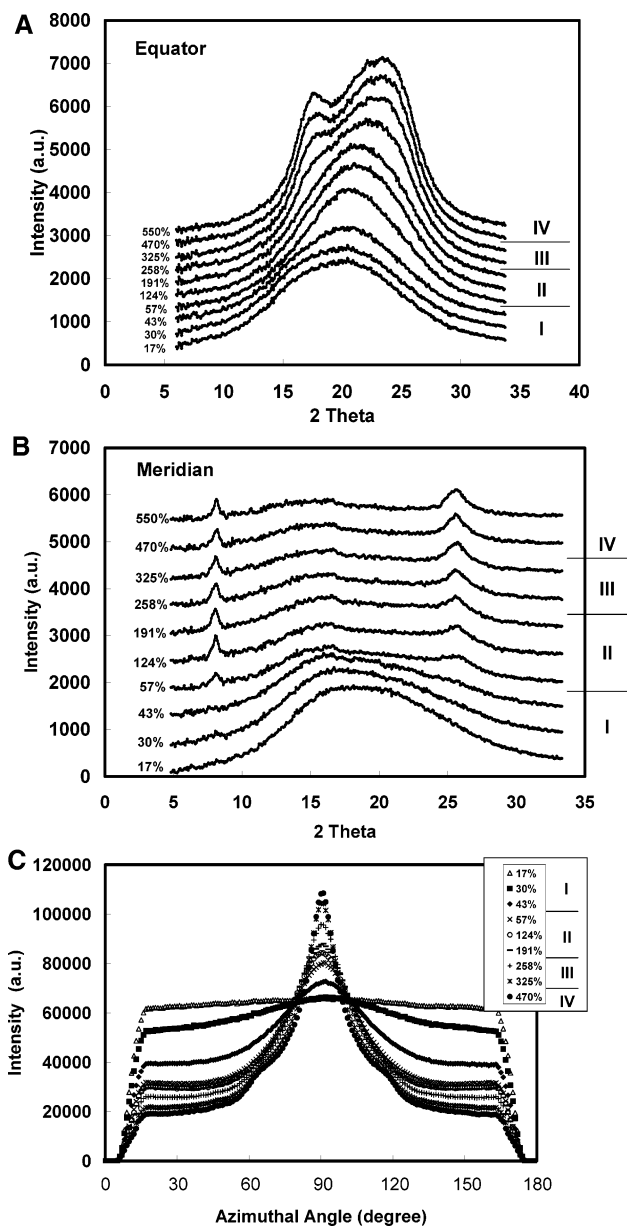 A
Equator
Intensity (a.u.)
8000
7000
6000
5000
4000
3000
2000
1000
0
550%
470%
325%
258%
191%
124%
57%
43%
30%
17%
IV
III
II
I
0 5 10 15 20 25 30 35 40
2 Theta
B
Meridian
Intensity (a.u.)
7000
6000
5000
4000
3000
2000
1000
0
550%
470%
325%
258%
191%
124%
57%
43%
30%
17%
IV
III
II
I
0 5 10 15 20 25 30 35
2 Theta
C
Intensity (a.u.)
120000
100000
80000
60000
40000
20000
0
17%
30%
43%
57%
124%
191%
258%
325%
470%
I
II
III
IV
0 30 60 90 120 150 180
Azimuthal Angle (degree)